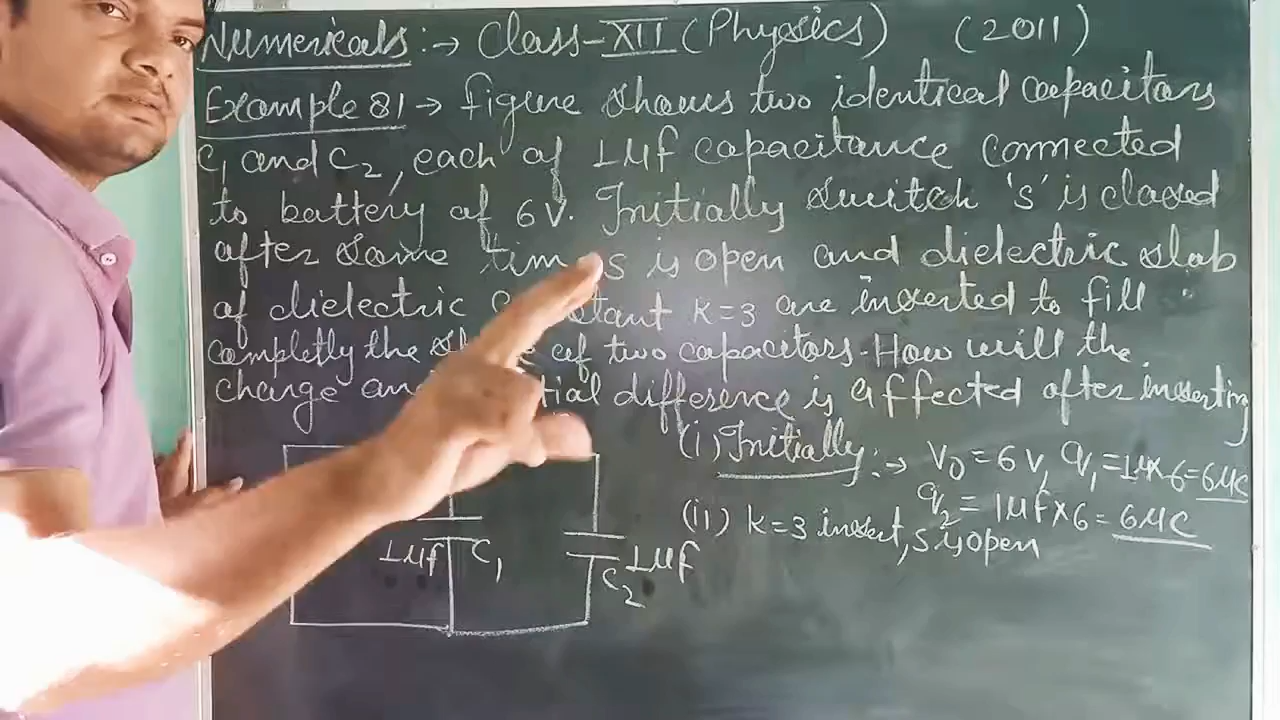 Numericals :→ Class-XII (Physics) (2011)
Example 81 → figure shows two identical capacitors
C₁ and C₂, each of 1μf capacitance connected
to battery of 6V. Initially switch 's' is closed
after some tim s is open and dielectric slab
of dielectric tant K=3 are inserted to fill
completly the of two capacitors. How will the
charge an tial difference is affected after inserting
(i) Initially :→ V₀ = 6V, q₁ = 1μ×6 = 6μC
q₂ = 1μf×6 = 6μC
(ii) K=3 insert, S is open
1μf C₁
C₂ 1μf